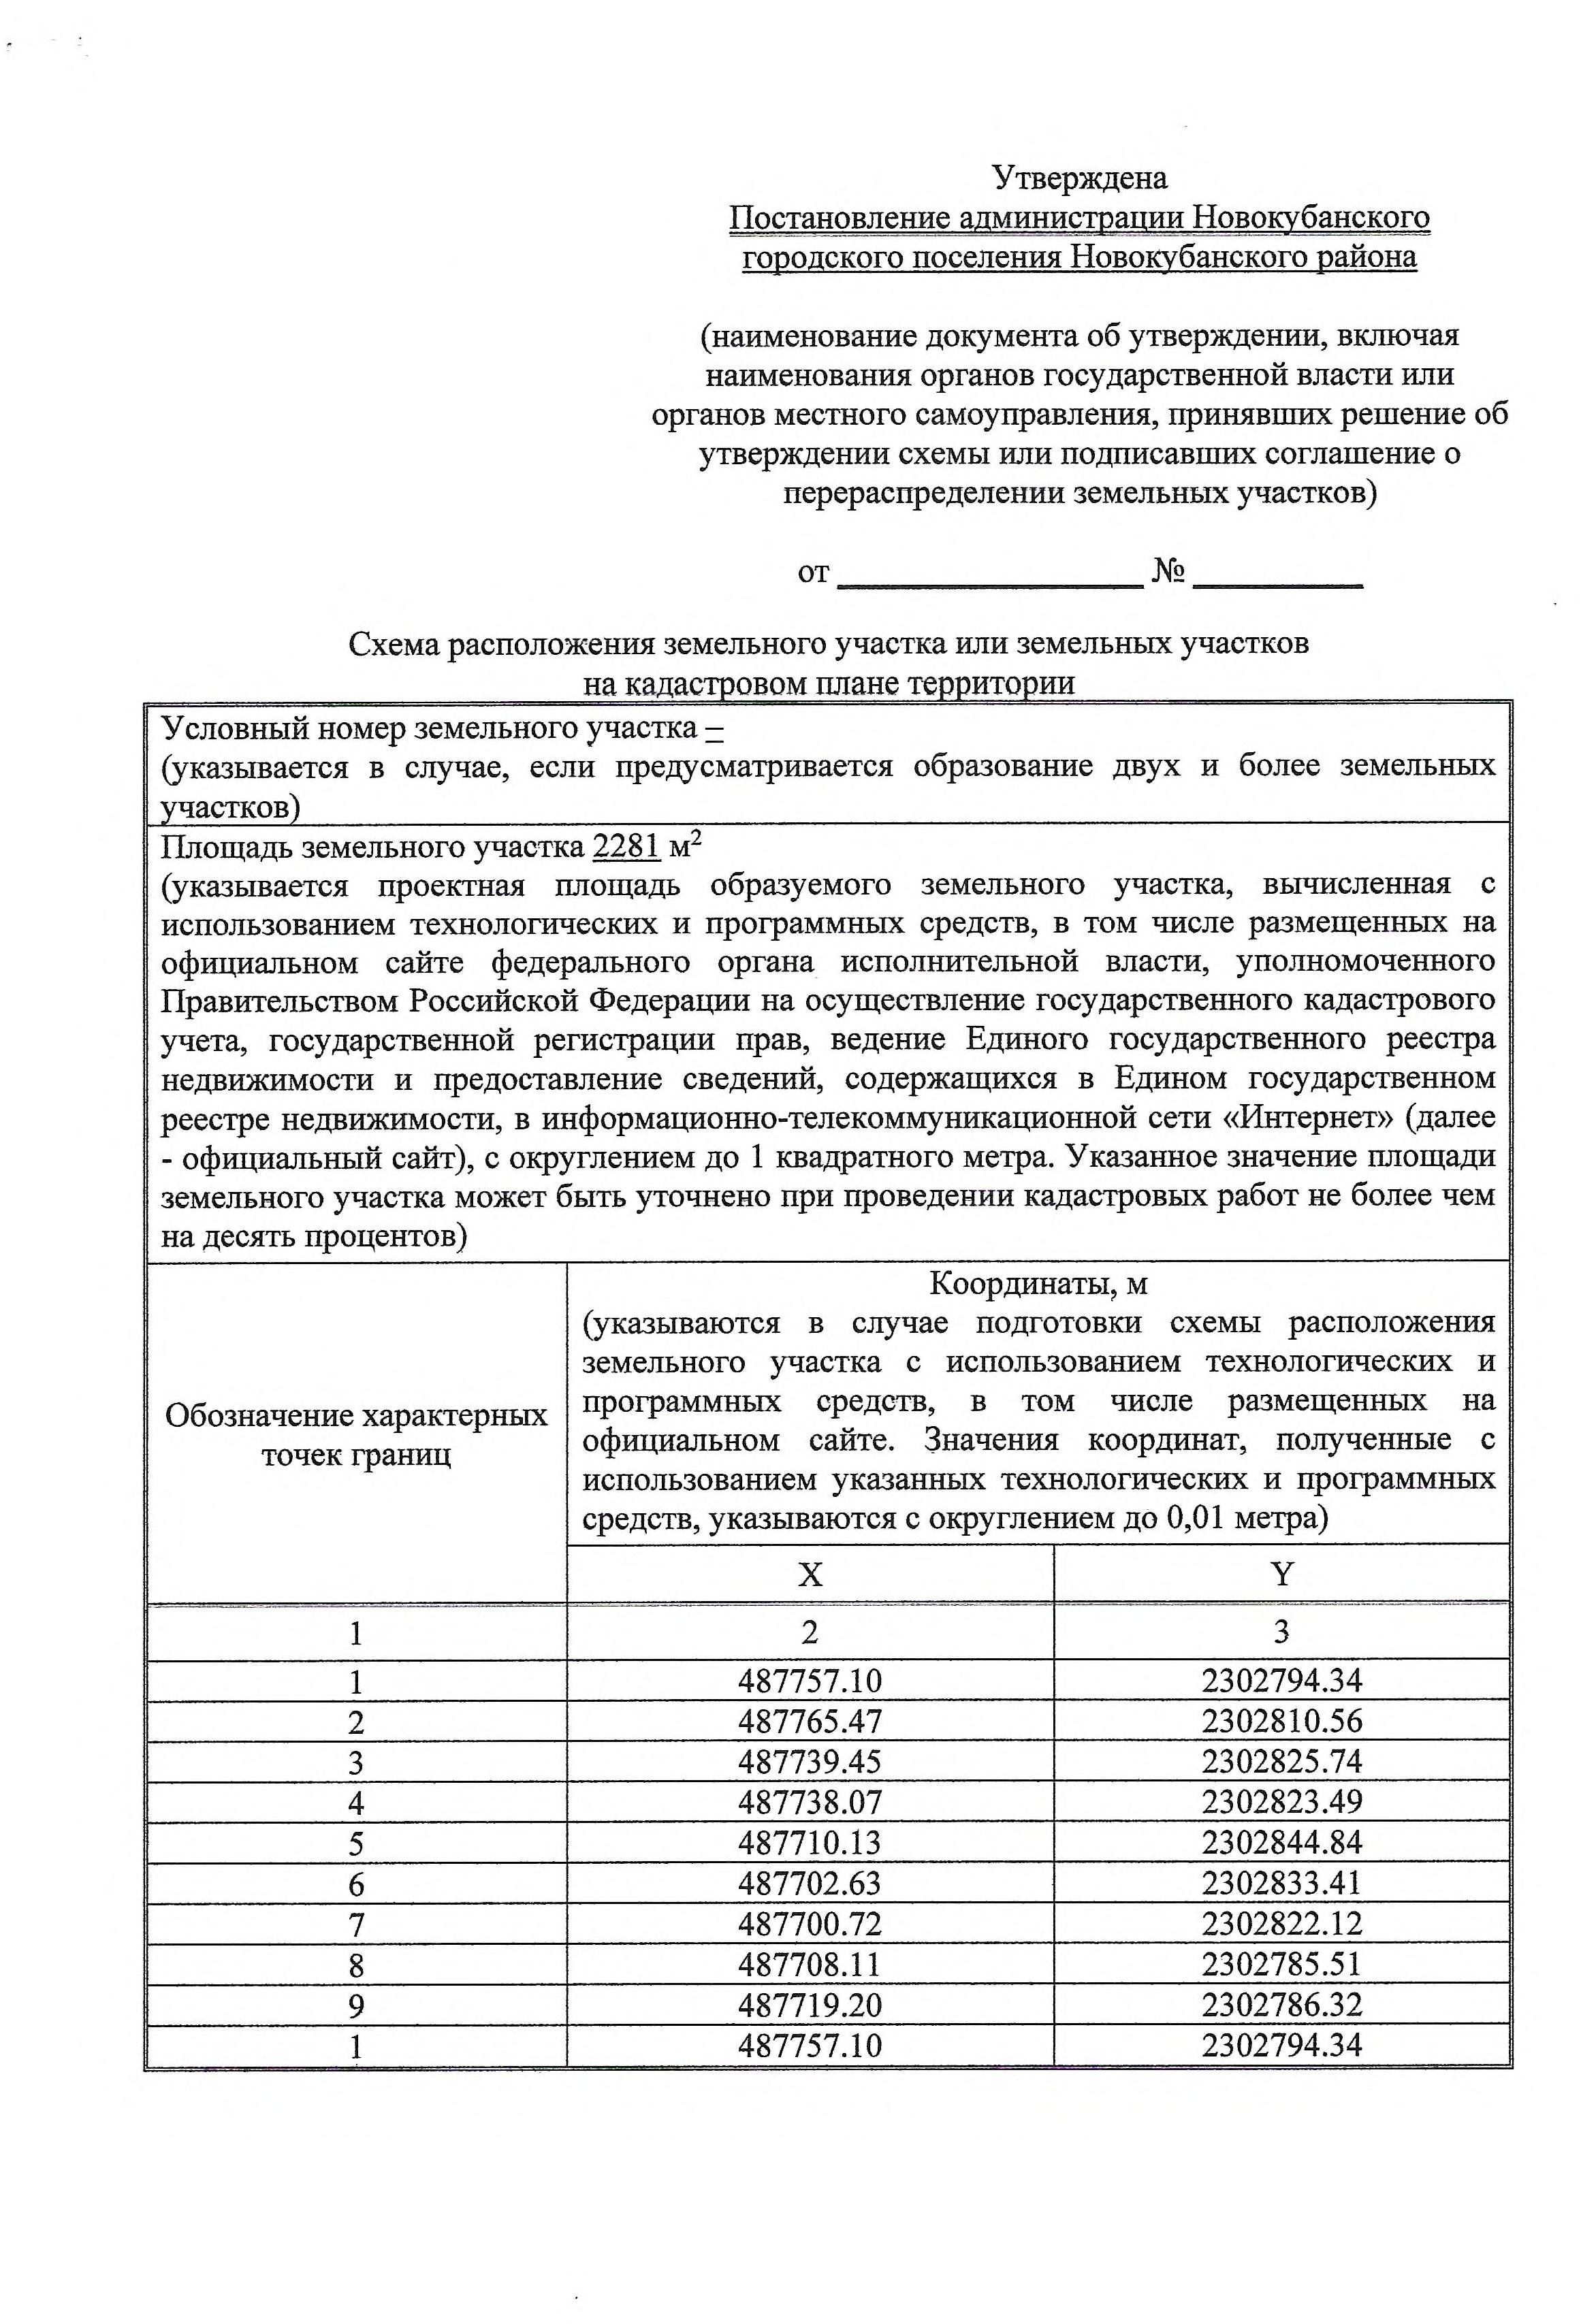 Утверждена
Постановление администрации Новокубанского
городского поселения Новокубанского района
(наименование документа об утверждении, включая
наименования органов государственной власти или
органов местного самоуправления, принявших решение об
утверждении схемы или подписавших соглашение о
перераспределении земельных участков)
от __________________ № __________
Схема расположения земельного участка или земельных участков
на кадастровом плане территории
Условный номер земельного участка –
(указывается в случае, если предусматривается образование двух и более земельных
участков)
Площадь земельного участка 2281 м²
(указывается проектная площадь образуемого земельного участка, вычисленная с
использованием технологических и программных средств, в том числе размещенных на
официальном сайте федерального органа исполнительной власти, уполномоченного
Правительством Российской Федерации на осуществление государственного кадастрового
учета, государственной регистрации прав, ведение Единого государственного реестра
недвижимости и предоставление сведений, содержащихся в Едином государственном
реестре недвижимости, в информационно-телекоммуникационной сети «Интернет» (далее
- официальный сайт), с округлением до 1 квадратного метра. Указанное значение площади
земельного участка может быть уточнено при проведении кадастровых работ не более чем
на десять процентов)
Обозначение характерных
точек границ
Координаты, м
(указываются в случае подготовки схемы расположения
земельного участка с использованием технологических и
программных средств, в том числе размещенных на
официальном сайте. Значения координат, полученные с
использованием указанных технологических и программных
средств, указываются с округлением до 0,01 метра)
X Y
1 2 3
1 487757.10 2302794.34
2 487765.47 2302810.56
3 487739.45 2302825.74
4 487738.07 2302823.49
5 487710.13 2302844.84
6 487702.63 2302833.41
7 487700.72 2302822.12
8 487708.11 2302785.51
9 487719.20 2302786.32
1 487757.10 2302794.34